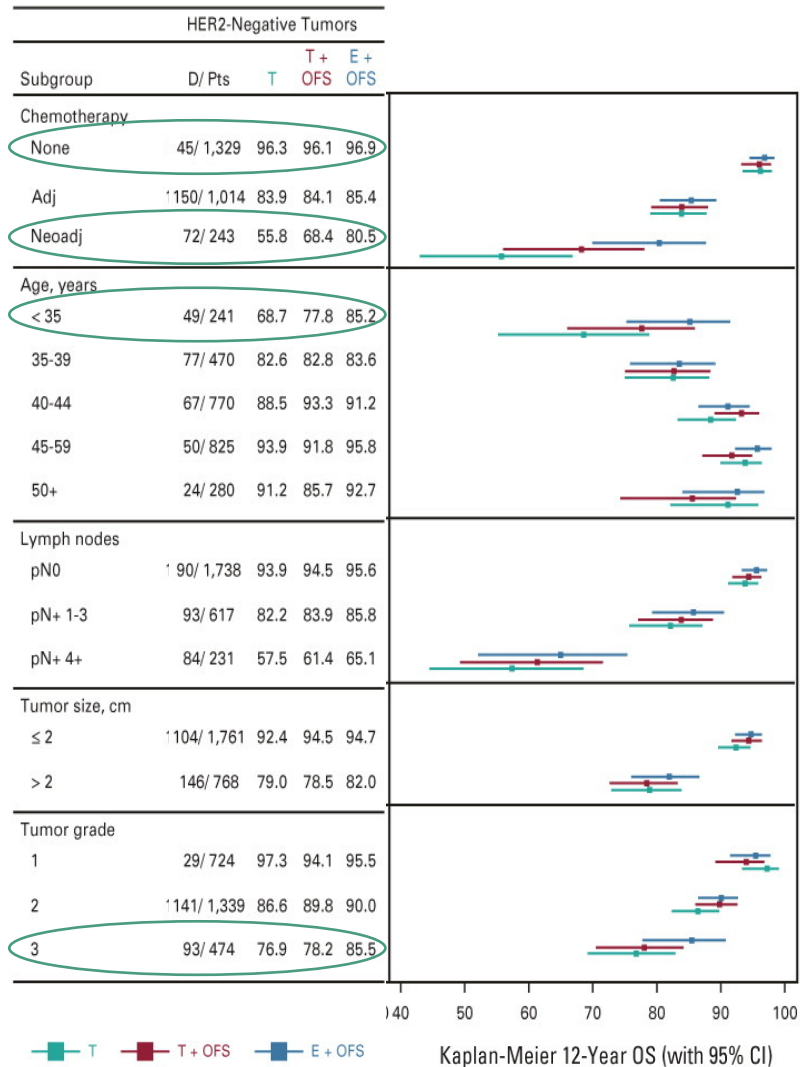 HER2-Negative Tumors
Subgroup D/ Pts T T + OFS E + OFS
Chemotherapy
None 45/ 1,329 96.3 96.1 96.9
Adj 1150/ 1,014 83.9 84.1 85.4
Neoadj 72/ 243 55.8 68.4 80.5
Age, years
< 35 49/ 241 68.7 77.8 85.2
35-39 77/ 470 82.6 82.8 83.6
40-44 67/ 770 88.5 93.3 91.2
45-59 50/ 825 93.9 91.8 95.8
50+ 24/ 280 91.2 85.7 92.7
Lymph nodes
pN0 90/ 1,738 93.9 94.5 95.6
pN+ 1-3 93/ 617 82.2 83.9 85.8
pN+ 4+ 84/ 231 57.5 61.4 65.1
Tumor size, cm
≤ 2 1104/ 1,761 92.4 94.5 94.7
> 2 146/ 768 79.0 78.5 82.0
Tumor grade
1 29/ 724 97.3 94.1 95.5
2 1141/ 1,339 86.6 89.8 90.0
3 93/ 474 76.9 78.2 85.5
40 50 60 70 80 90 100
T T + OFS E + OFS
Kaplan-Meier 12-Year OS (with 95% CI)